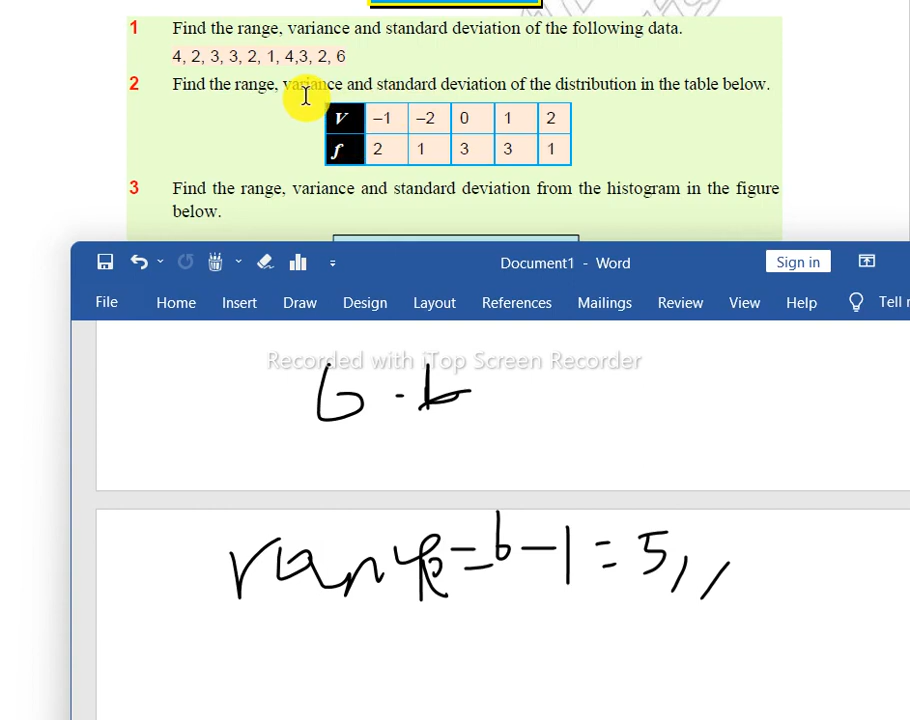 1 Find the range, variance and standard deviation of the following data.
4, 2, 3, 3, 2, 1, 4,3, 2, 6
2 Find the range, variance and standard deviation of the distribution in the table below.
V –1 –2 0 1 2
f 2 1 3 3 1
3 Find the range, variance and standard deviation from the histogram in the figure
below.
Document1 - Word
Sign in
File Home Insert Draw Design Layout References Mailings Review View Help Tell
Recorded with iTop Screen Recorder
6 -
range = 6 - 1 = 5,,